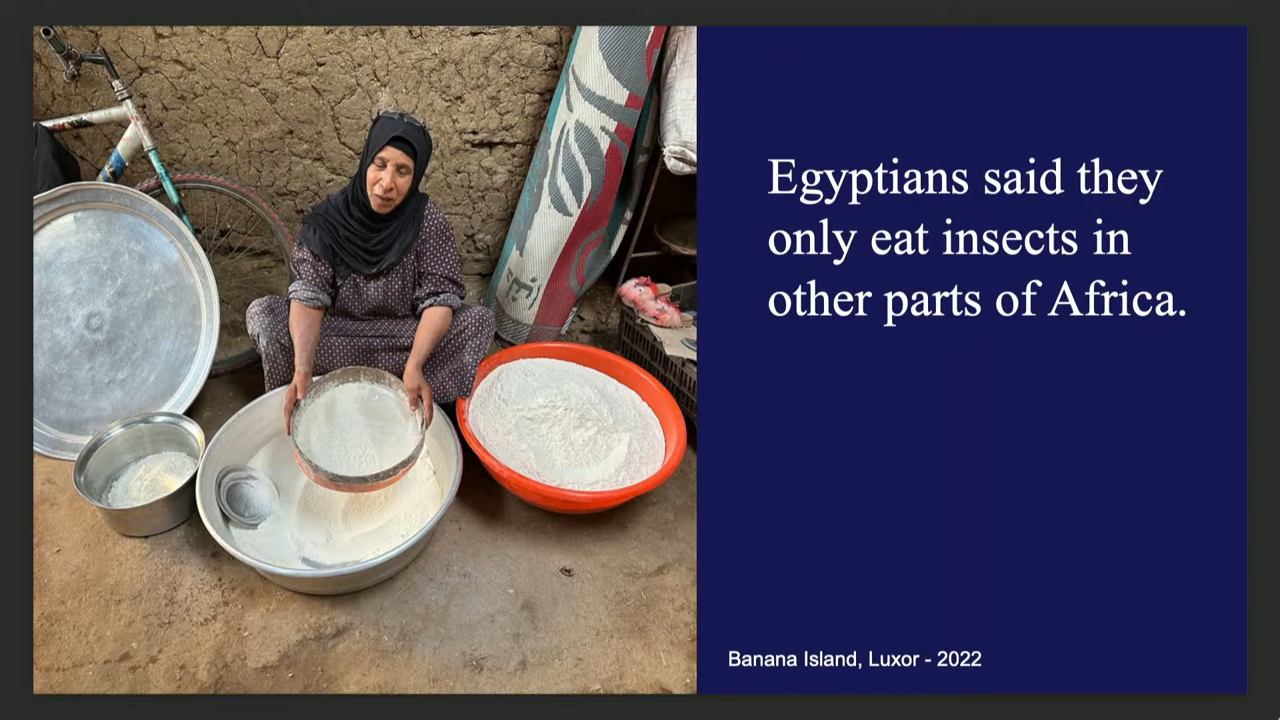 Egyptians said they
only eat insects in
other parts of Africa.
Banana Island, Luxor - 2022